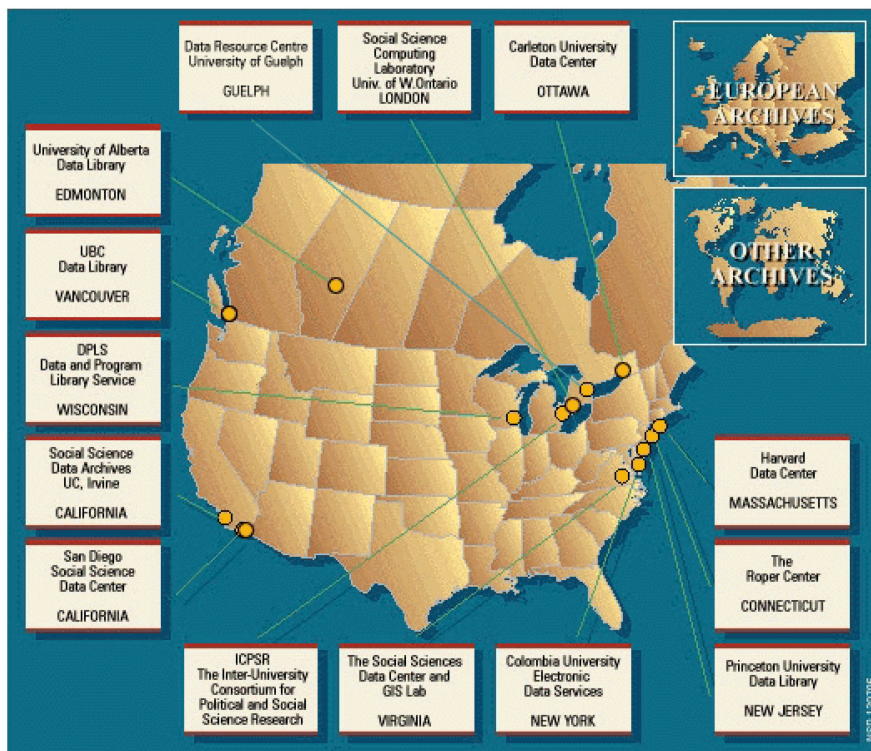 Data Resource Centre
University of Guelph
GUELPH
Social Science
Computing
Laboratory
Univ. of W.Ontario
LONDON
Carleton University
Data Center
OTTAWA
EUROPEAN
ARCHIVES
University of Alberta
Data Library
EDMONTON
OTHER
ARCHIVES
UBC
Data Library
VANCOUVER
DPLS
Data and Program
Library Service
WISCONSIN
Social Science
Data Archives
UC, Irvine
CALIFORNIA
San Diego
Social Science
Data Center
CALIFORNIA
Harvard
Data Center
MASSACHUSETTS
The
Roper Center
CONNECTICUT
ICPSR
The Inter-University
Consortium for
Political and Social
Science Research
The Social Sciences
Data Center and
GIS Lab
VIRGINIA
Colombia University
Electronic
Data Services
NEW YORK
Princeton University
Data Library
NEW JERSEY